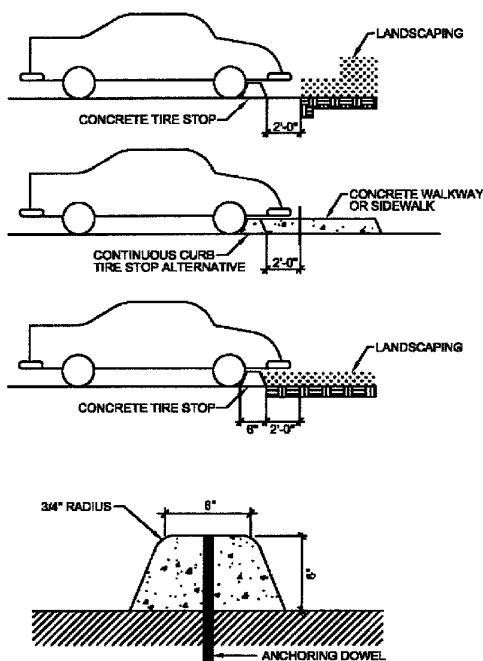 LANDSCAPING
CONCRETE TIRE STOP
2'-0"
CONCRETE WALKWAY
OR SIDEWALK
CONTINUOUS CURB
TIRE STOP ALTERNATIVE
2'-0"
LANDSCAPING
CONCRETE TIRE STOP
6"
2'-0"
3/4" RADIUS
6"
6"
ANCHORING DOWEL